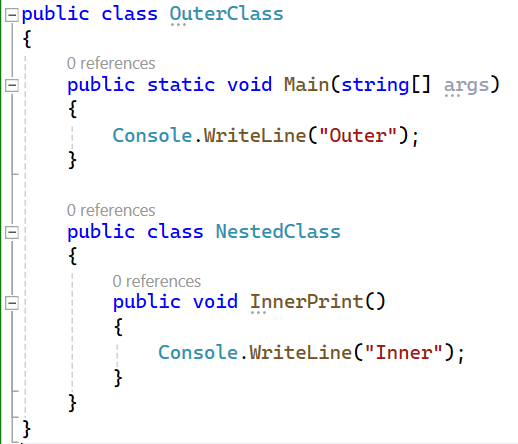 public class OuterClass
{
0 references
public static void Main(string[] args)
{
Console.WriteLine("Outer");
}
0 references
public class NestedClass
{
0 references
public void InnerPrint()
{
Console.WriteLine("Inner");
}
}
}